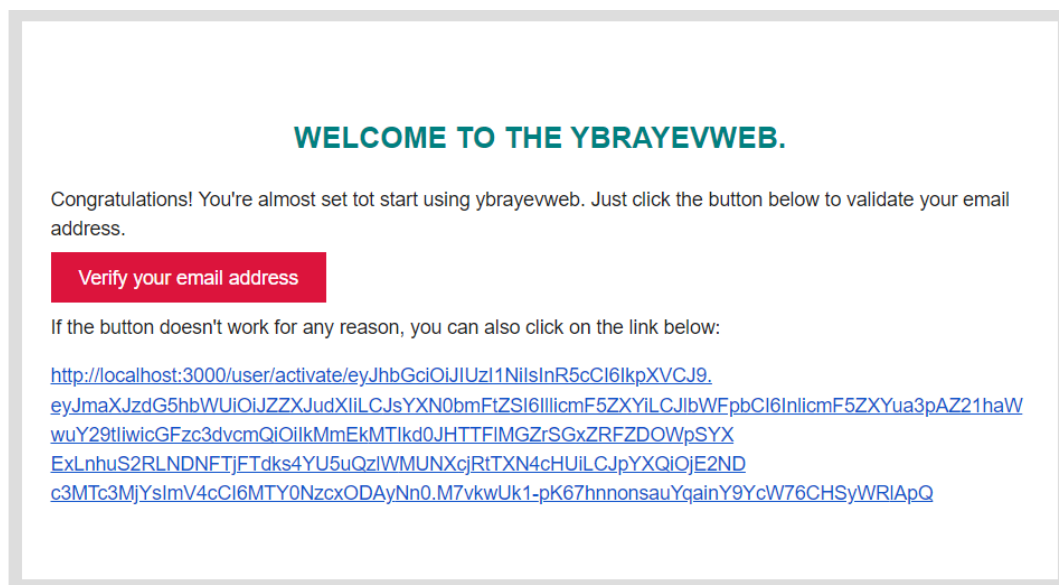 WELCOME TO THE YBRAYEVWEB.
Congratulations! You're almost set tot start using ybrayevweb. Just click the button below to validate your email
address.
Verify your email address
If the button doesn't work for any reason, you can also click on the link below:
http://localhost:3000/user/activate/eyJhbGciOiJIUzI1NiIsInR5cCI6IkpXVCJ9.
eyJmaXJzdG5hbWUiOiJZZXJudXIiLCJsYXN0bmFtZSI6IllicmF5ZXYiLCJlbWFpbCI6InlicmF5ZXYua3pAZ21haW
wuY29tIiwicGFzc3dvcmQiOiIkMmEkMTIkd0JHTTFlMGZrSGxZRFZDOWpSYX
ExLnhuS2RLNDNFTjFTdks4YU5uQzlWMUNXcjRtTXN4cHUiLCJpYXQiOjE2ND
c3MTc3MjYsImV4cCI6MTY0NzcxODAyNn0.M7vkwUk1-pK67hnnonsauYqainY9YcW76CHSyWRlApQ